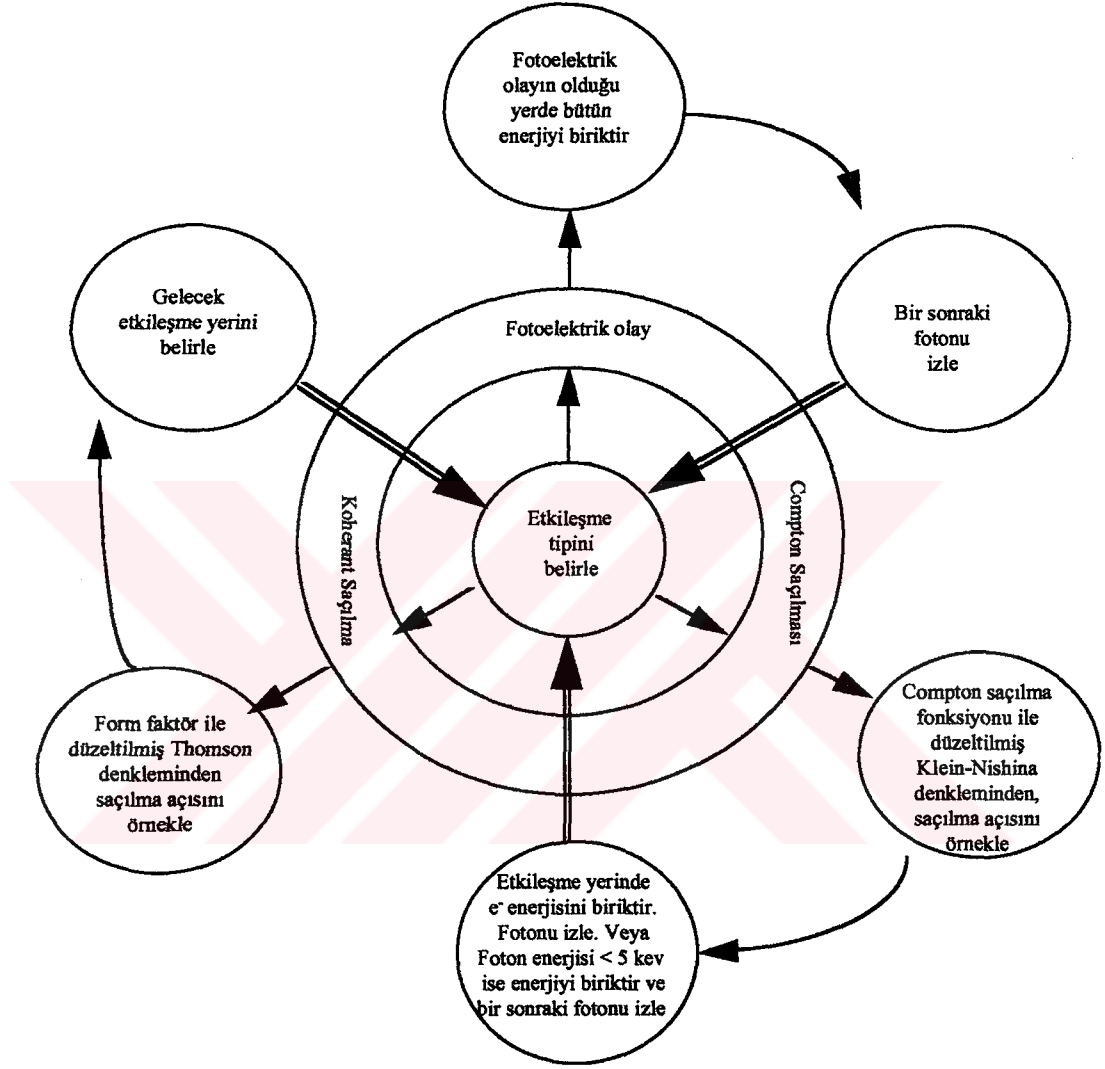 Fotoelektrik
olayın olduğu
yerde bütün
enerjiyi biriktir
Gelecek
etkileşme yerini
belirle
Bir sonraki
fotonu
izle
Fotoelektrik olay
Koherant Saçılma
Compton Saçılması
Etkileşme
tipini
belirle
Form faktör ile
düzeltilmiş Thomson
denkleminden
saçılma açısını
örnekle
Compton saçılma
fonksiyonu ile
düzeltilmiş
Klein-Nishina
denkleminden,
saçılma açısını
örnekle
Etkileşme yerinde
e⁻ enerjisini biriktir.
Fotonu izle. Veya
Foton enerjisi < 5 kev
ise enerjiyi biriktir ve
bir sonraki fotonu izle